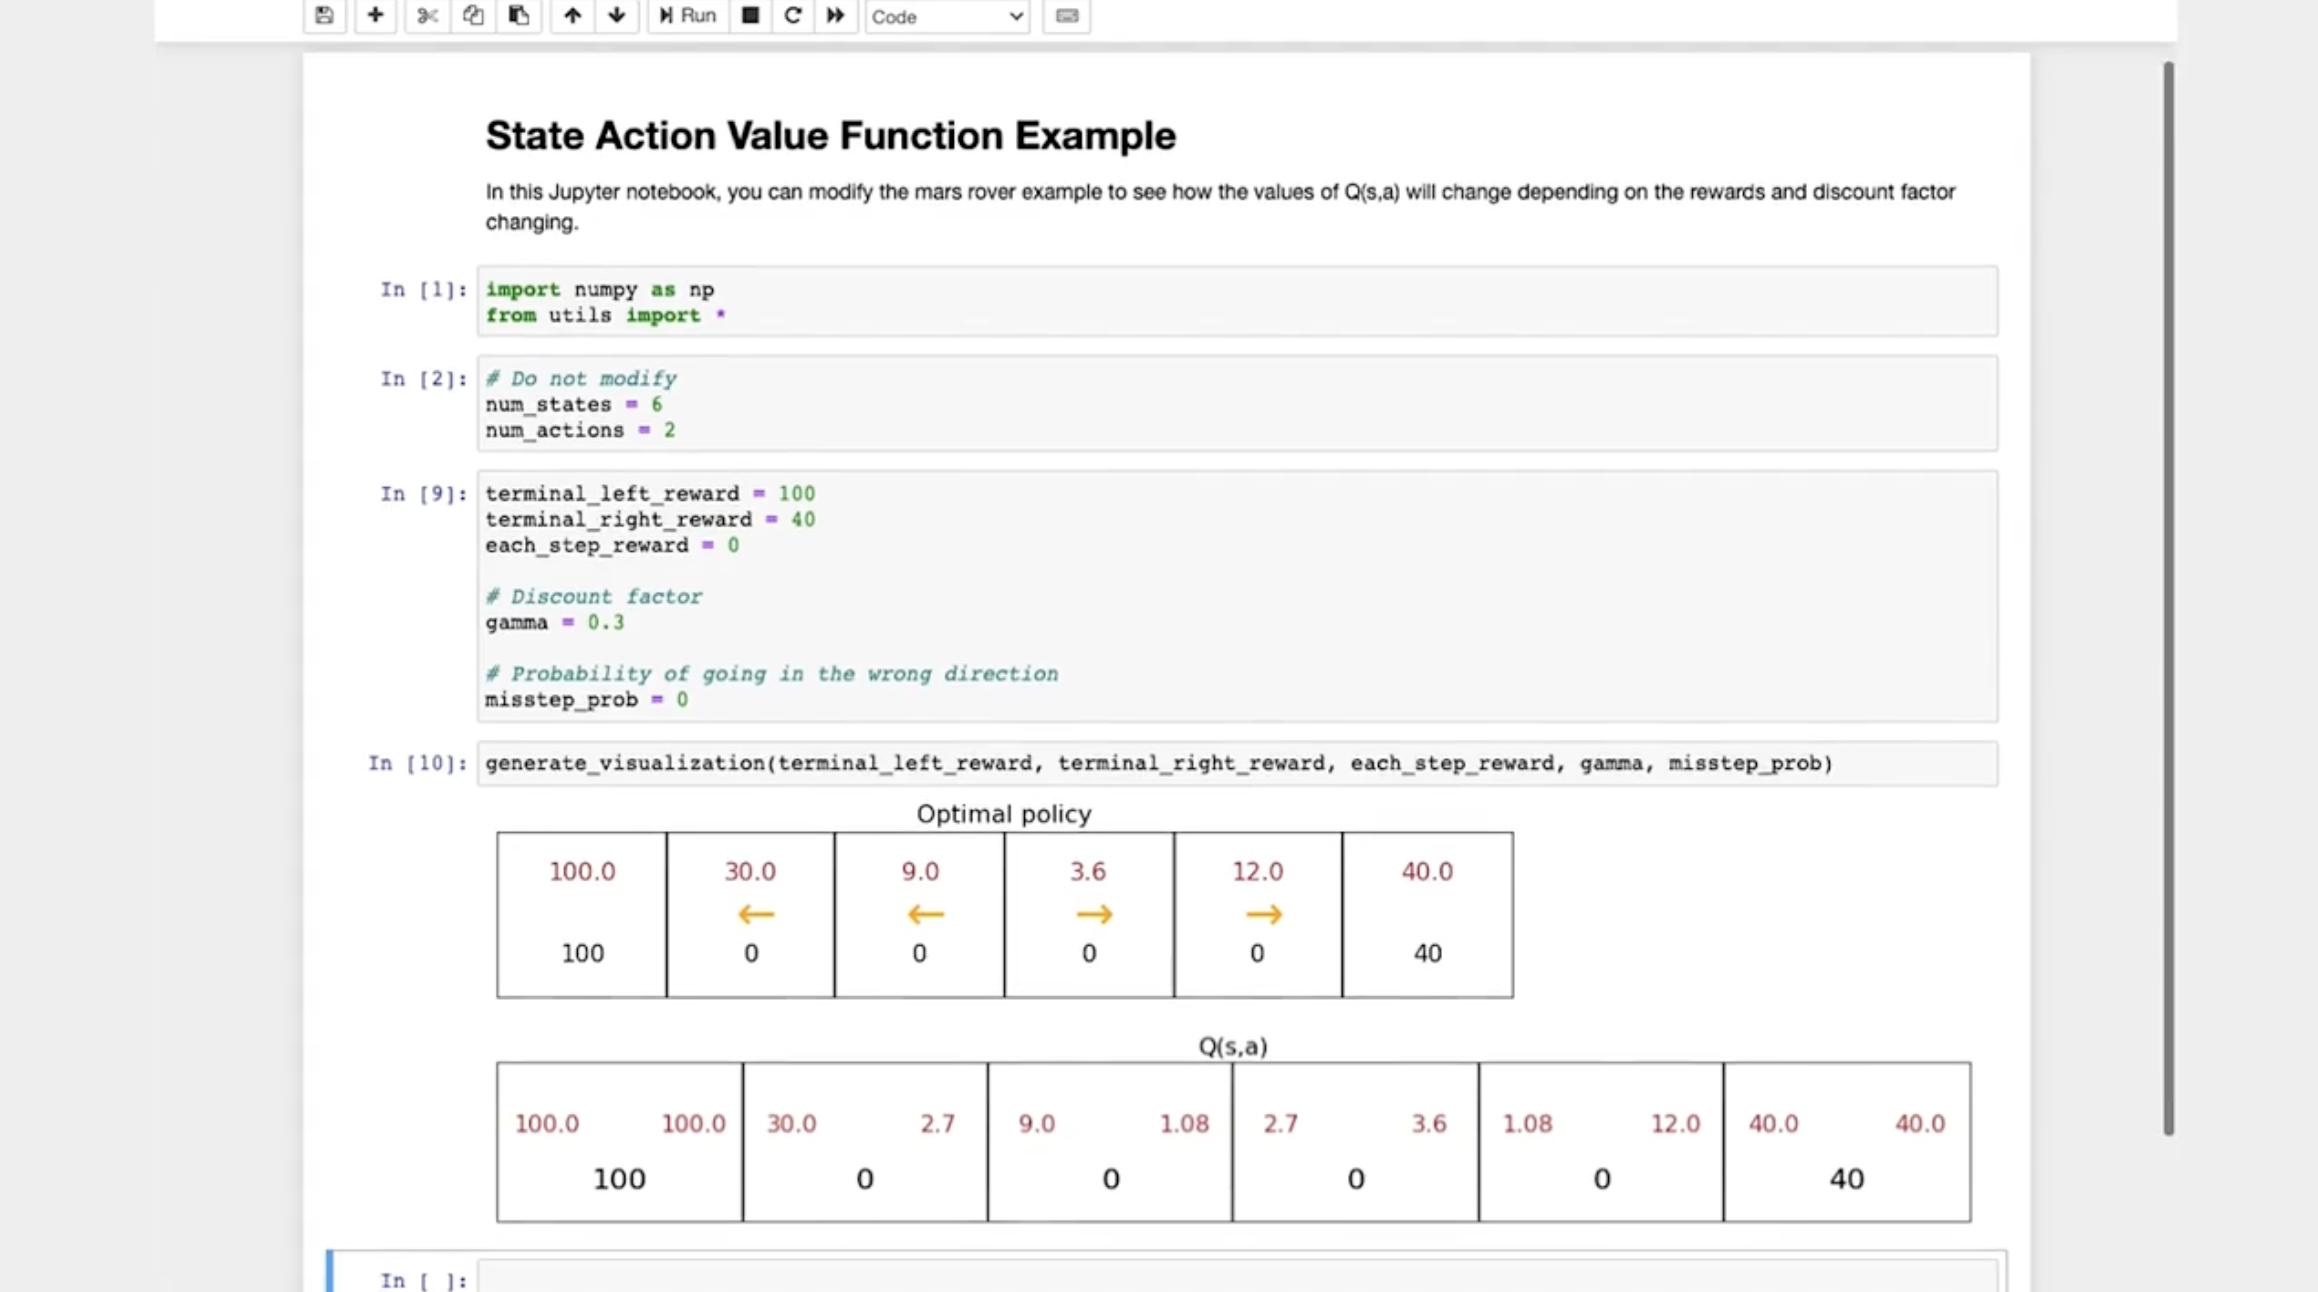 Run Code
State Action Value Function Example
In this Jupyter notebook, you can modify the mars rover example to see how the values of Q(s,a) will change depending on the rewards and discount factor
changing.
In [1]: import numpy as np
from utils import *
In [2]: # Do not modify
num_states = 6
num_actions = 2
In [9]: terminal_left_reward = 100
terminal_right_reward = 40
each_step_reward = 0
# Discount factor
gamma = 0.3
# Probability of going in the wrong direction
misstep_prob = 0
In [10]: generate_visualization(terminal_left_reward, terminal_right_reward, each_step_reward, gamma, misstep_prob)
Optimal policy
100.0 30.0 9.0 3.6 12.0 40.0
← ← → →
100 0 0 0 0 40
Q(s,a)
100.0 100.0 30.0 2.7 9.0 1.08 2.7 3.6 1.08 12.0 40.0 40.0
100 0 0 0 0 40
In [ ]: